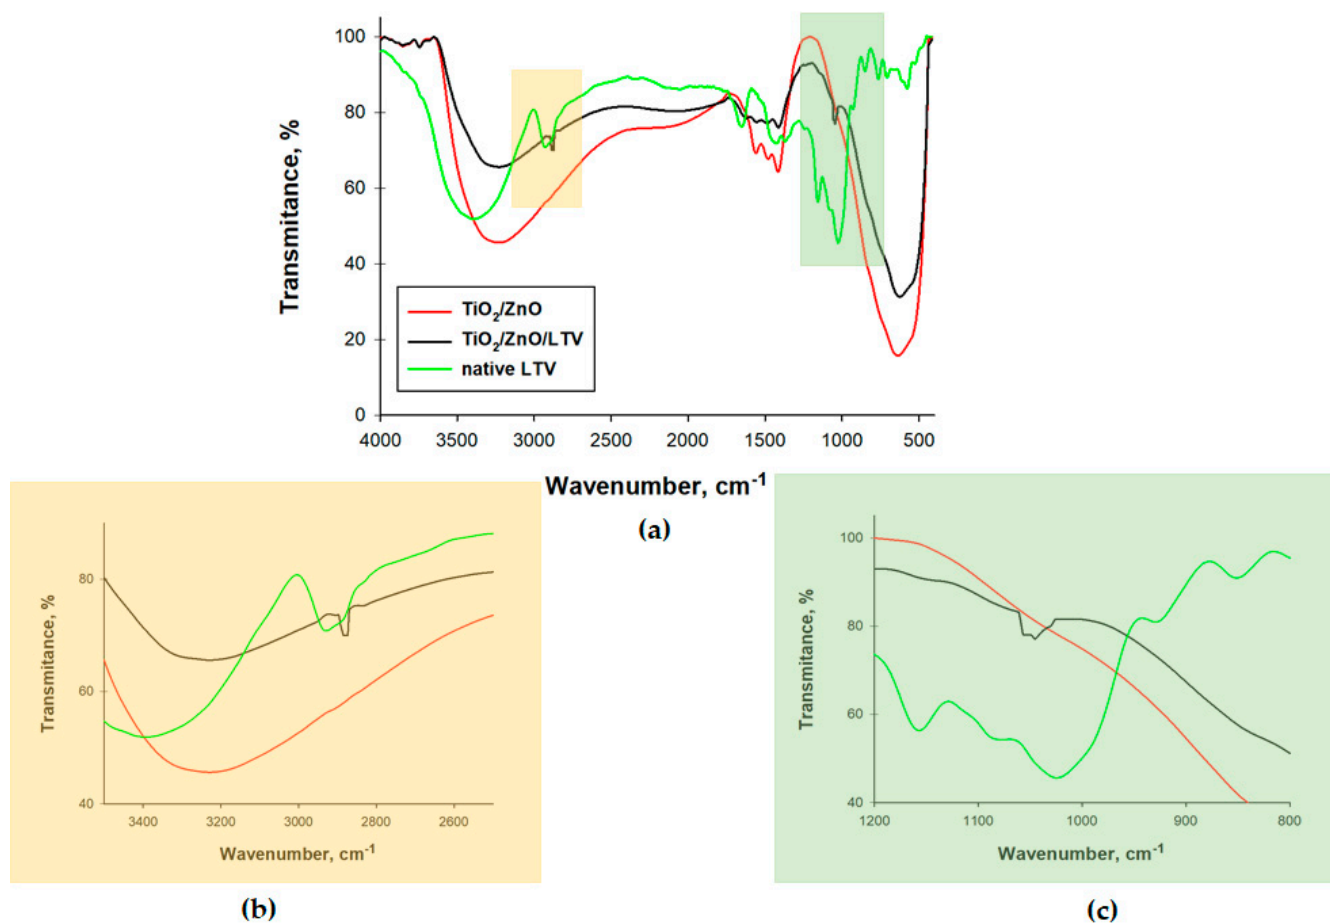 100
80
60
40
20
0
Transmitance, %
TiO2/ZnO
TiO2/ZnO/LTV
native LTV
4000 3500 3000 2500 2000 1500 1000 500
Wavenumber, cm-1
(a)
80
60
40
Transmitance, %
3400 3200 3000 2800 2600
Wavenumber, cm-1
(b)
100
80
60
40
Transmitance, %
1200 1100 1000 900 800
Wavenumber, cm-1
(c)